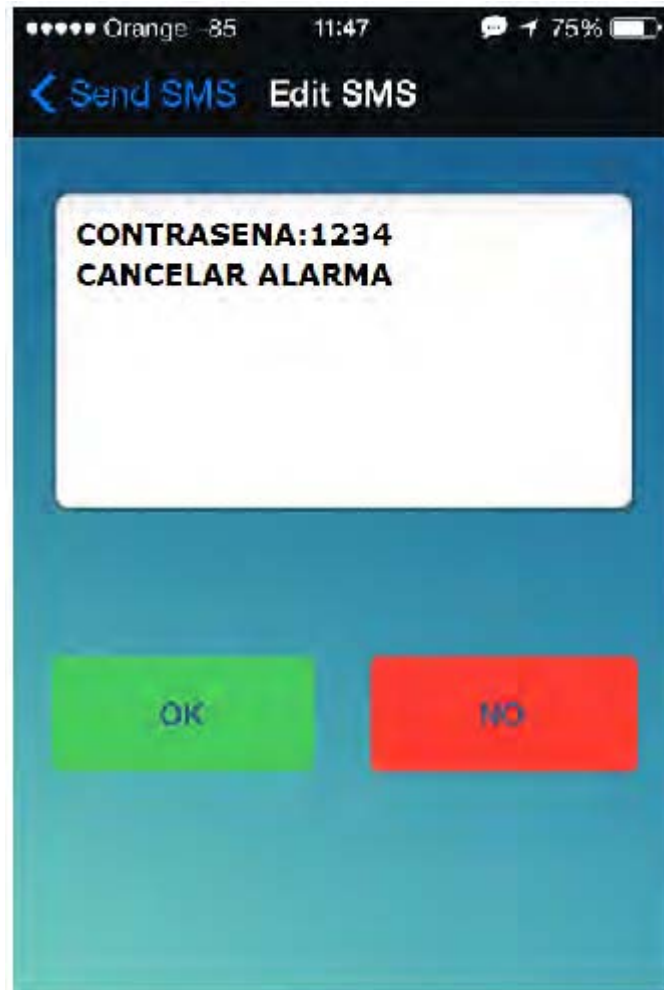 Orange -85 11:47 75%
Send SMS Edit SMS
CONTRASENA:1234
CANCELAR ALARMA
OK NO